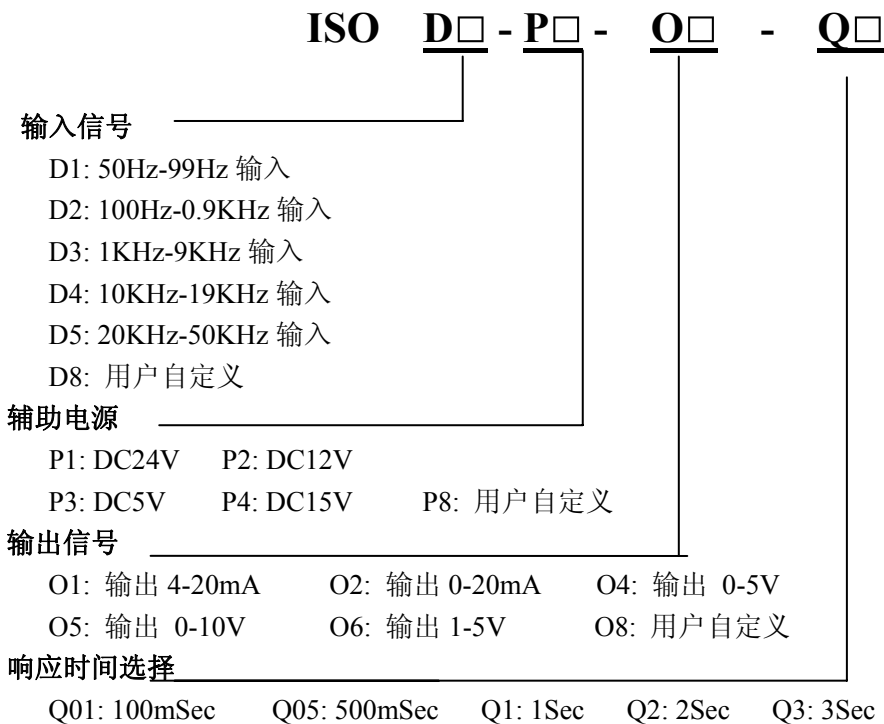 ISO D□ - P□ - O□ - Q□
输入信号
D1: 50Hz-99Hz 输入
D2: 100Hz-0.9KHz 输入
D3: 1KHz-9KHz 输入
D4: 10KHz-19KHz 输入
D5: 20KHz-50KHz 输入
D8: 用户自定义
辅助电源
P1: DC24V P2: DC12V
P3: DC5V P4: DC15V P8: 用户自定义
输出信号
O1: 输出 4-20mA O2: 输出 0-20mA O4: 输出 0-5V
O5: 输出 0-10V O6: 输出 1-5V O8: 用户自定义
响应时间选择
Q01: 100mSec Q05: 500mSec Q1: 1Sec Q2: 2Sec Q3: 3Sec